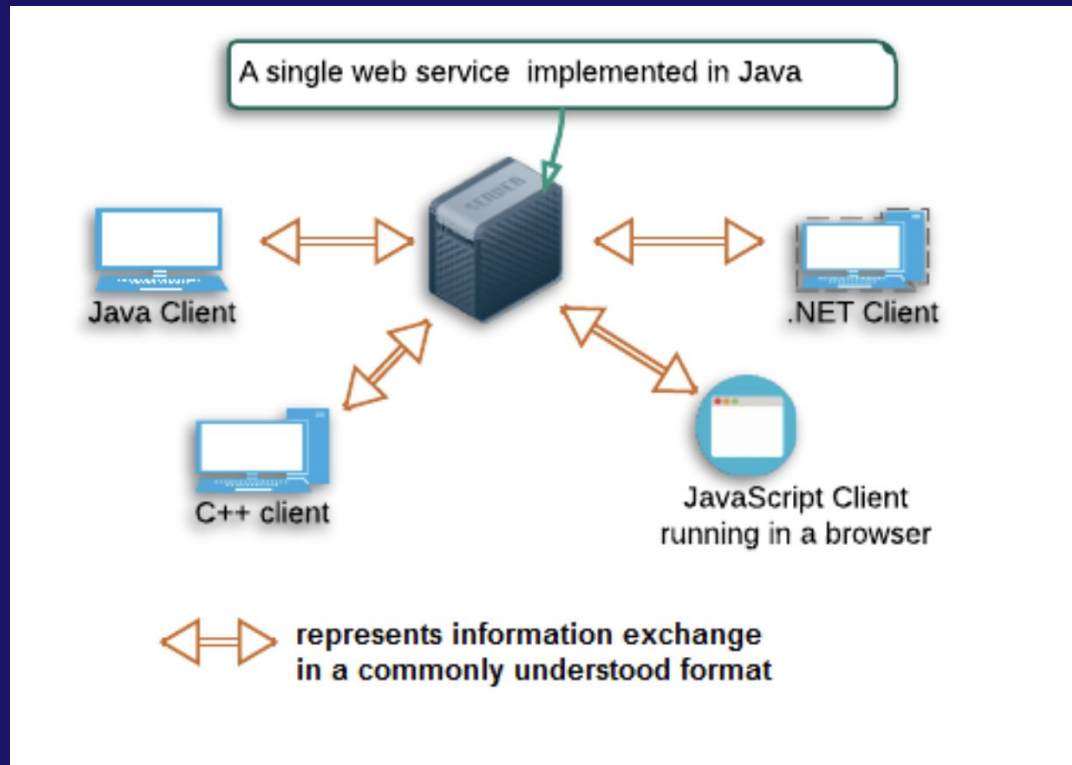 A single web service implemented in Java
SERVER
Java Client
.NET Client
C++ client
JavaScript Client
running in a browser
represents information exchange
in a commonly understood format